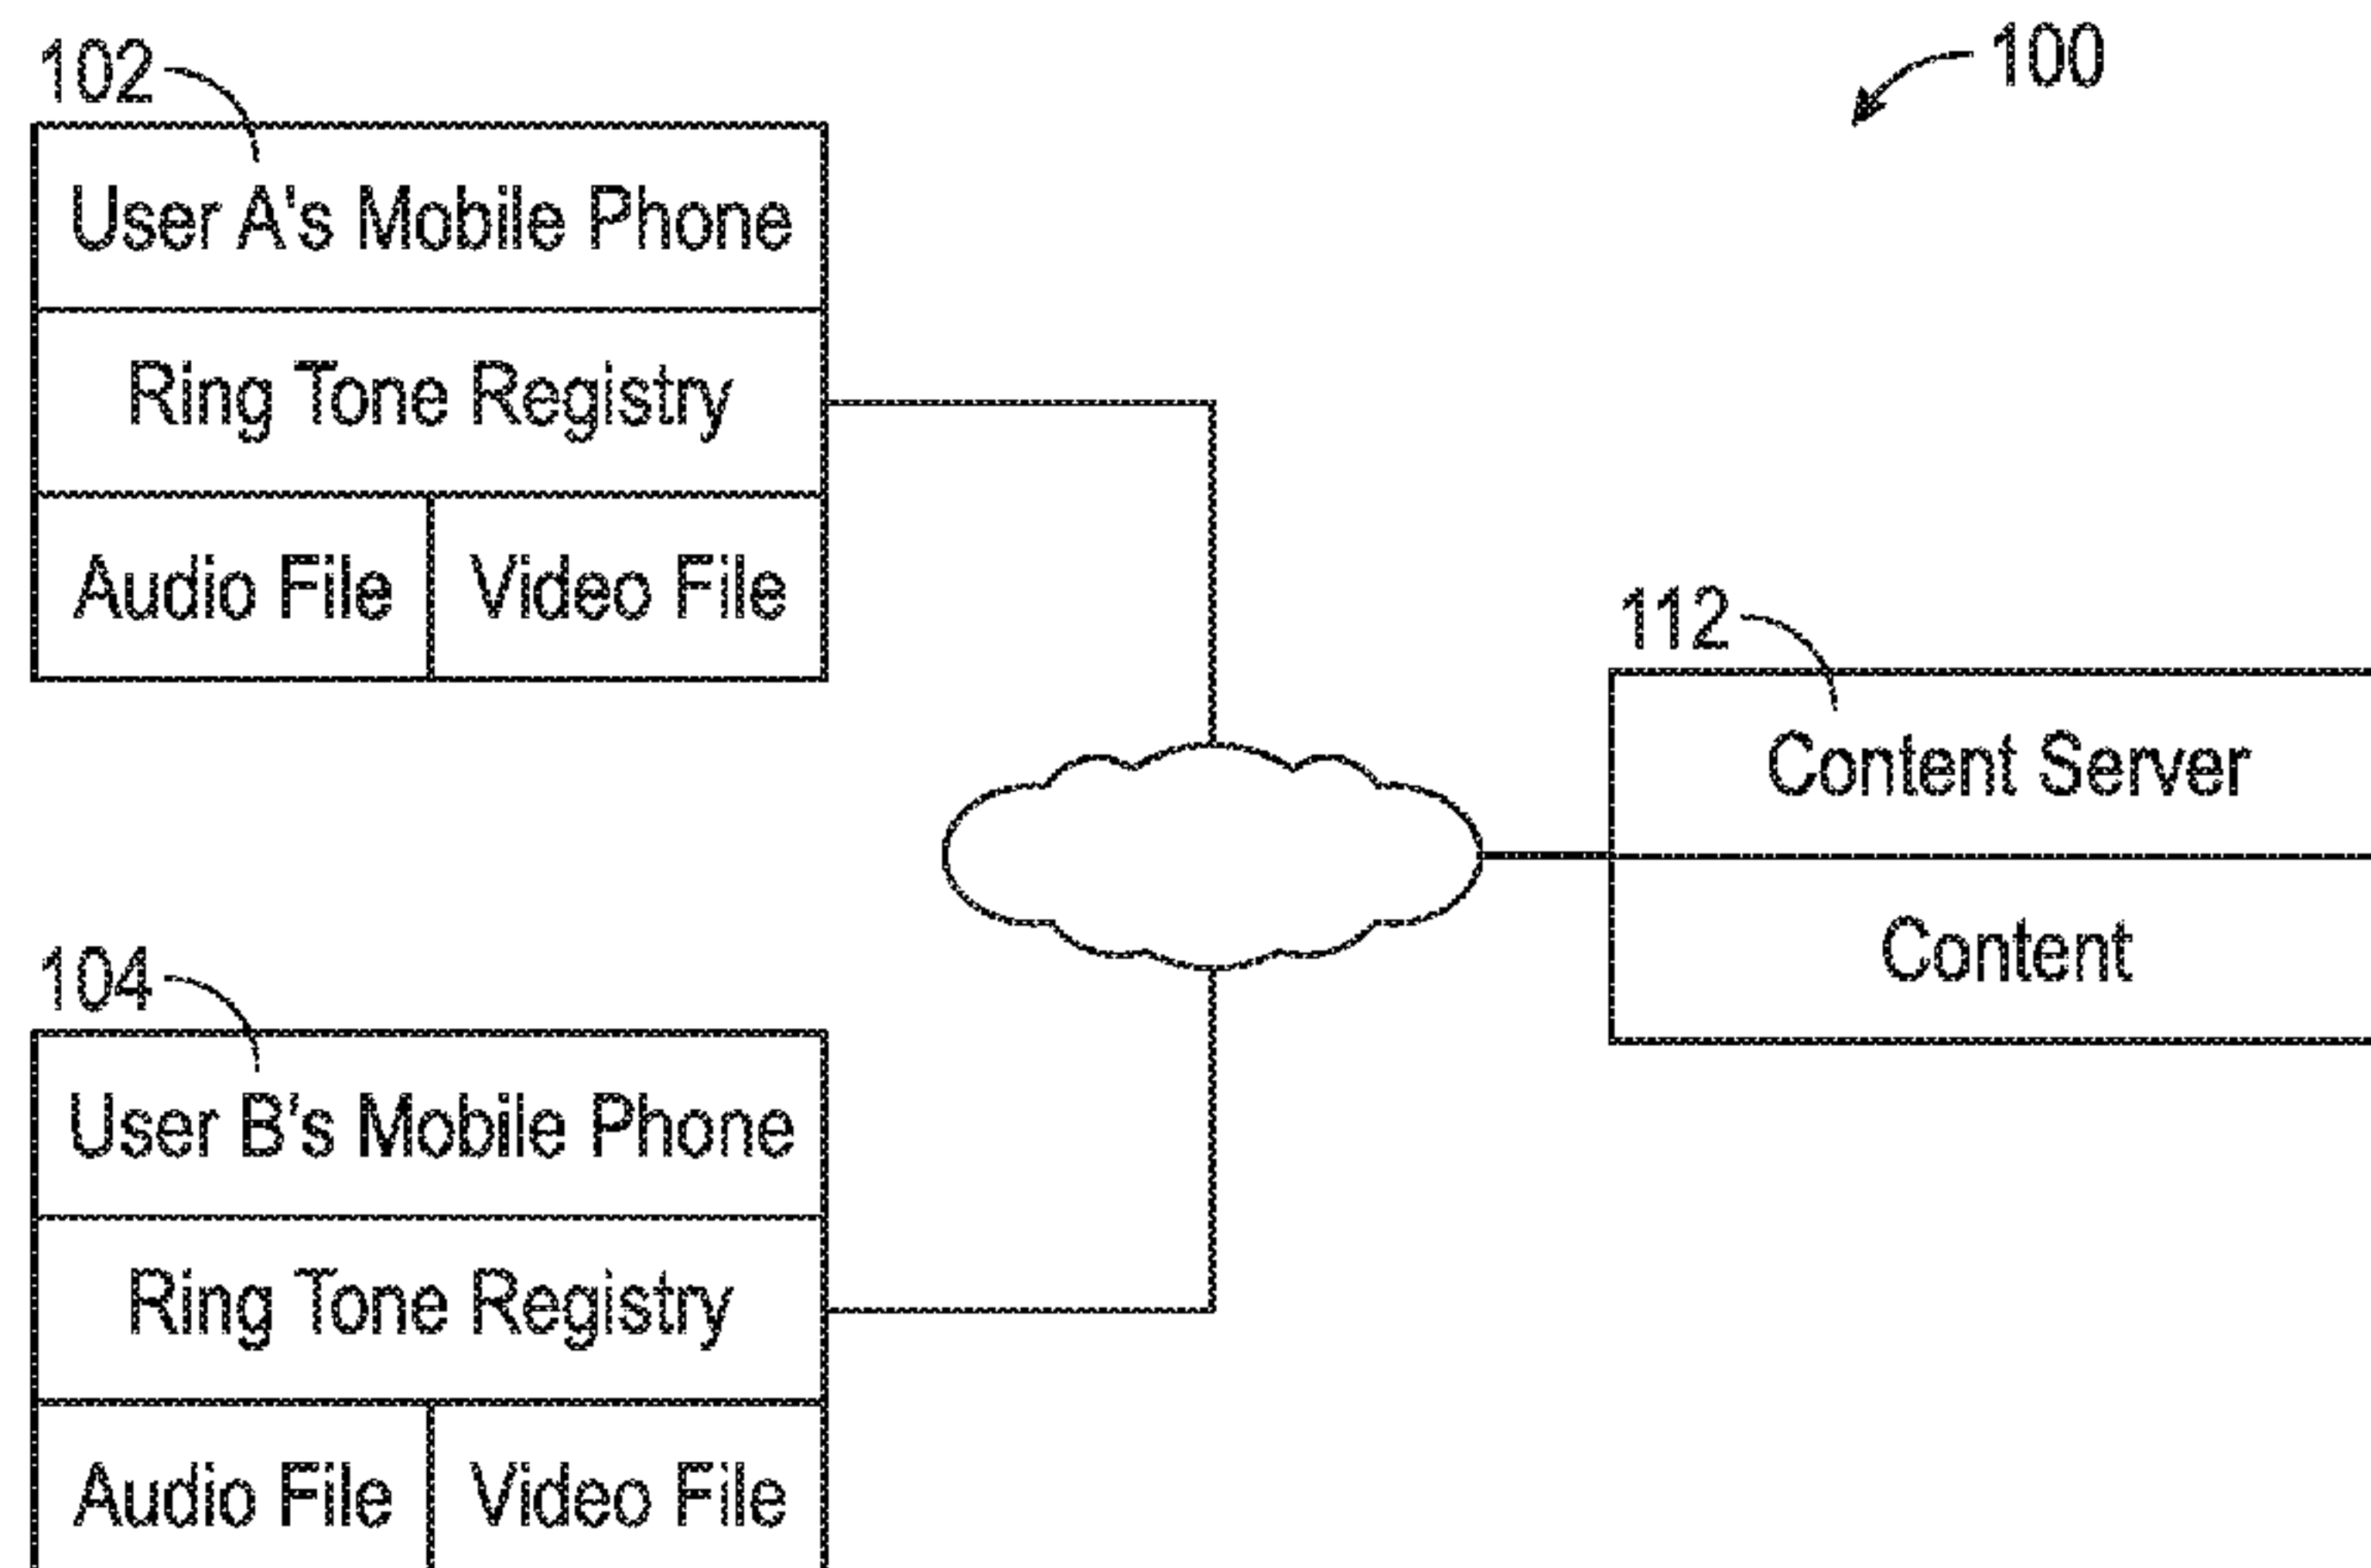 102
100
User A's Mobile Phone
Ring Tone Registry
Audio File
Video File
112
Content Server
Content
104
User B's Mobile Phone
Ring Tone Registry
Audio File
Video File